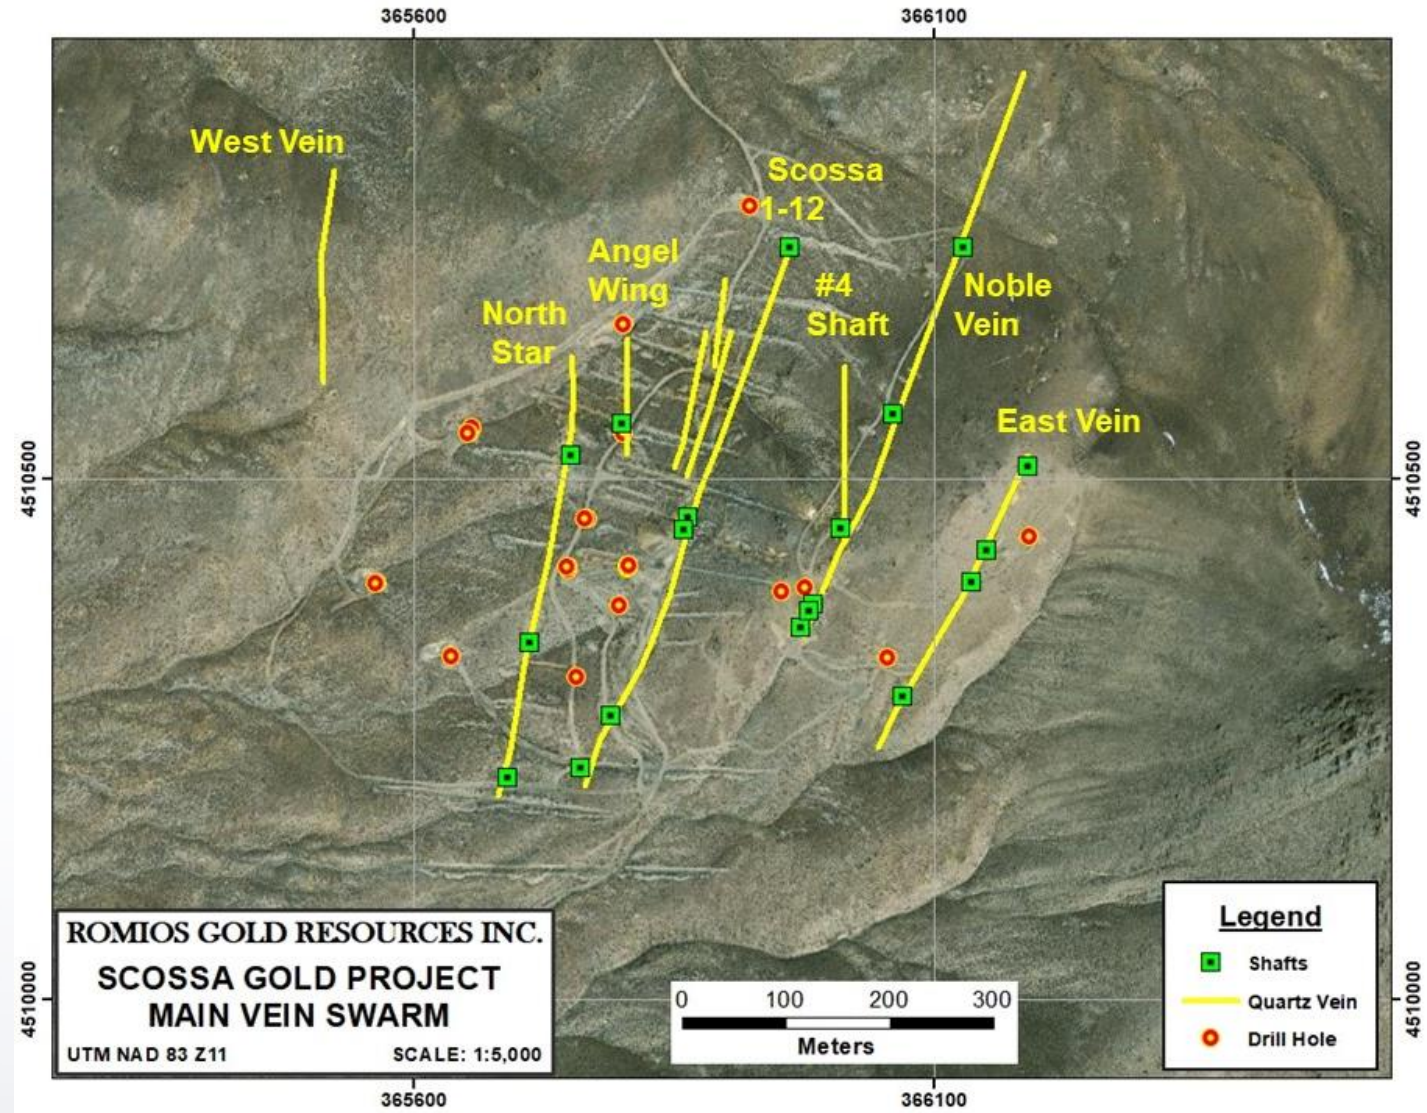 365600
366100
West Vein
Scossa
1-12
Angel
Wing
#4
Shaft
Noble
Vein
North
Star
East Vein
4510500
4510500
ROMIOS GOLD RESOURCES INC.
SCOSSA GOLD PROJECT
MAIN VEIN SWARM
UTM NAD 83 Z11
SCALE: 1:5,000
0 100 200 300
Meters
Legend
Shafts
Quartz Vein
Drill Hole
4510000
4510000
365600
366100